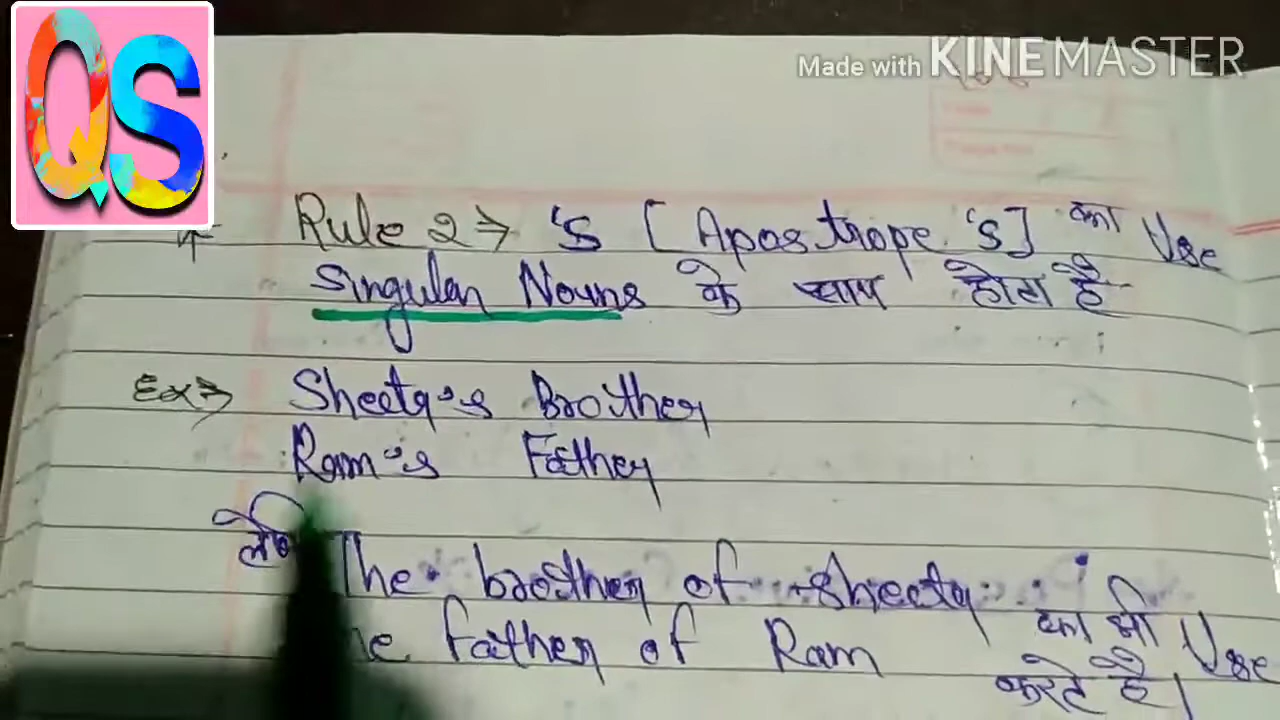 QS
Made with KINEMASTER
Rule 2 ⇒ 's [Apostrope 's] का Use
Singular Nouns के साथ होता है
Ex ⇒ Sheeta's Brother
Ram's Father
The brother of sheeta का भी Use
father of Ram करते है।